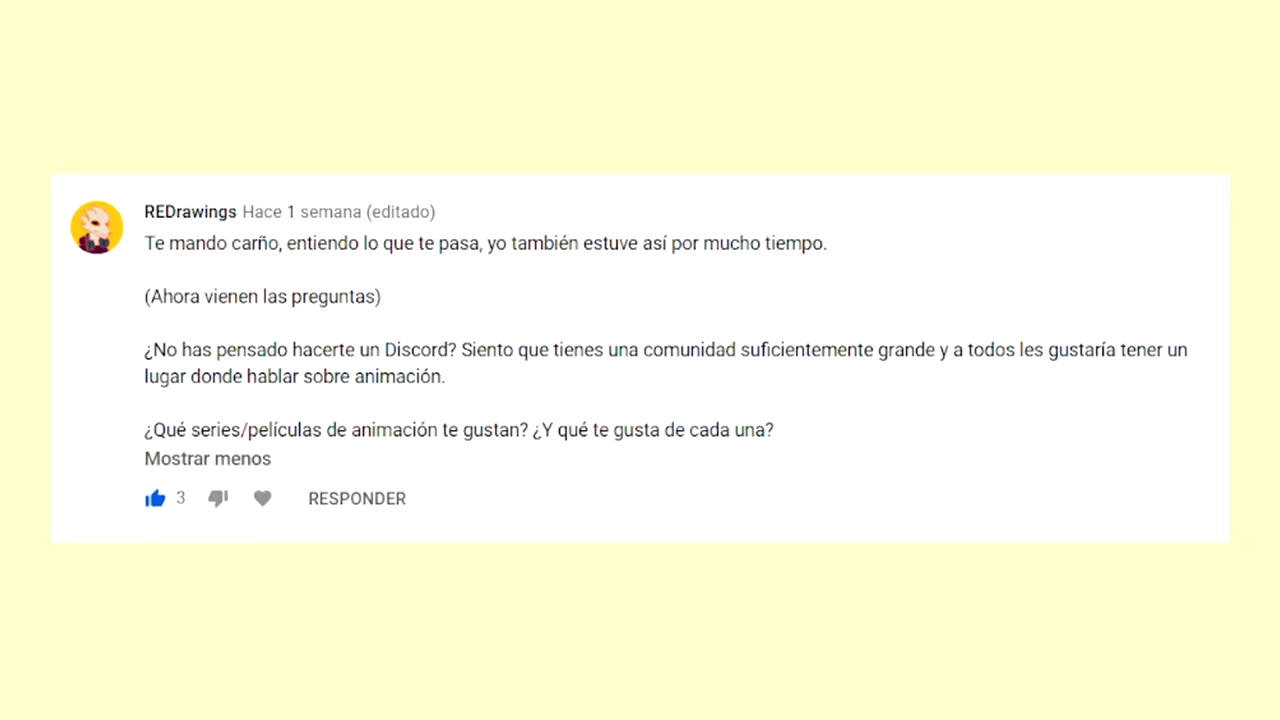 REDrawings Hace 1 semana (editado)
Te mando carño, entiendo lo que te pasa, yo también estuve así por mucho tiempo.
(Ahora vienen las preguntas)
¿No has pensado hacerte un Discord? Siento que tienes una comunidad suficientemente grande y a todos les gustaría tener un
lugar donde hablar sobre animación.
¿Qué series/películas de animación te gustan? ¿Y qué te gusta de cada una?
Mostrar menos
3 RESPONDER